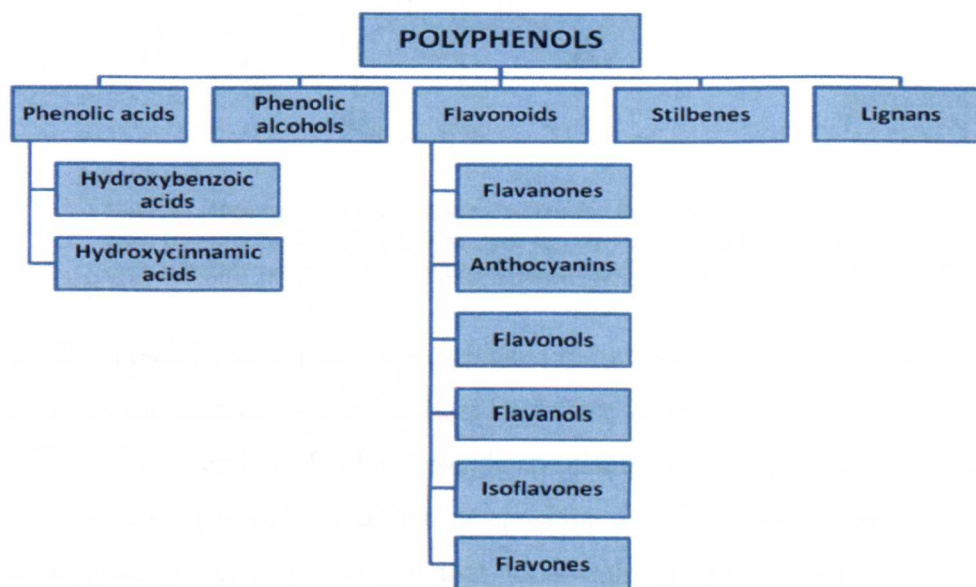 POLYPHENOLS
Phenolic acids
Phenolic
alcohols
Flavonoids
Stilbenes
Lignans
Hydroxybenzoic
acids
Hydroxycinnamic
acids
Flavanones
Anthocyanins
Flavonols
Flavanols
Isoflavones
Flavones